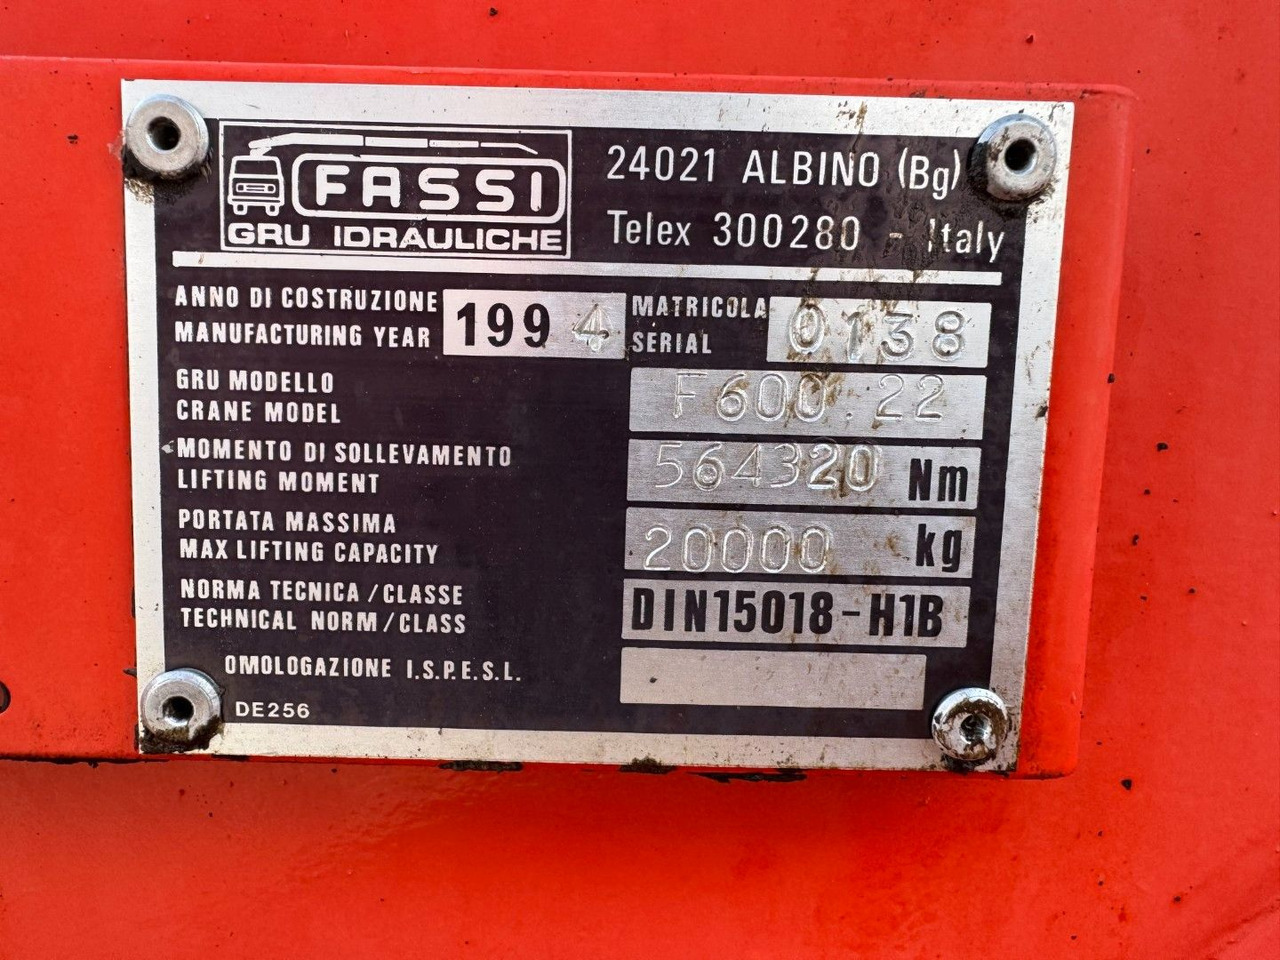 FASSI
GRU IDRAULICHE
24021 ALBINO (Bg)
Telex 300280 - Italy
ANNO DI COSTRUZIONE
MANUFACTURING YEAR
1994
MATRICOLA
SERIAL
0138
GRU MODELLO
CRANE MODEL
F600.22
MOMENTO DI SOLLEVAMENTO
LIFTING MOMENT
564320 Nm
PORTATA MASSIMA
MAX LIFTING CAPACITY
20000 kg
NORMA TECNICA/CLASSE
TECHNICAL NORM/CLASS
DIN15018-H1B
OMOLOGAZIONE I.S.P.E.S.L.
DE256